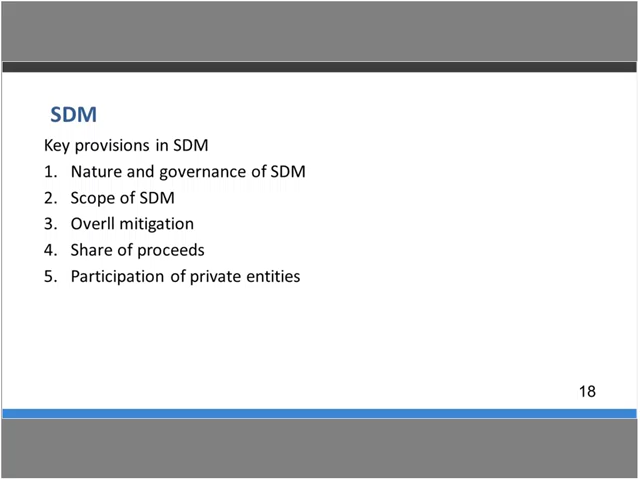 SDM
Key provisions in SDM
1. Nature and governance of SDM
2. Scope of SDM
3. Overll mitigation
4. Share of proceeds
5. Participation of private entities
18